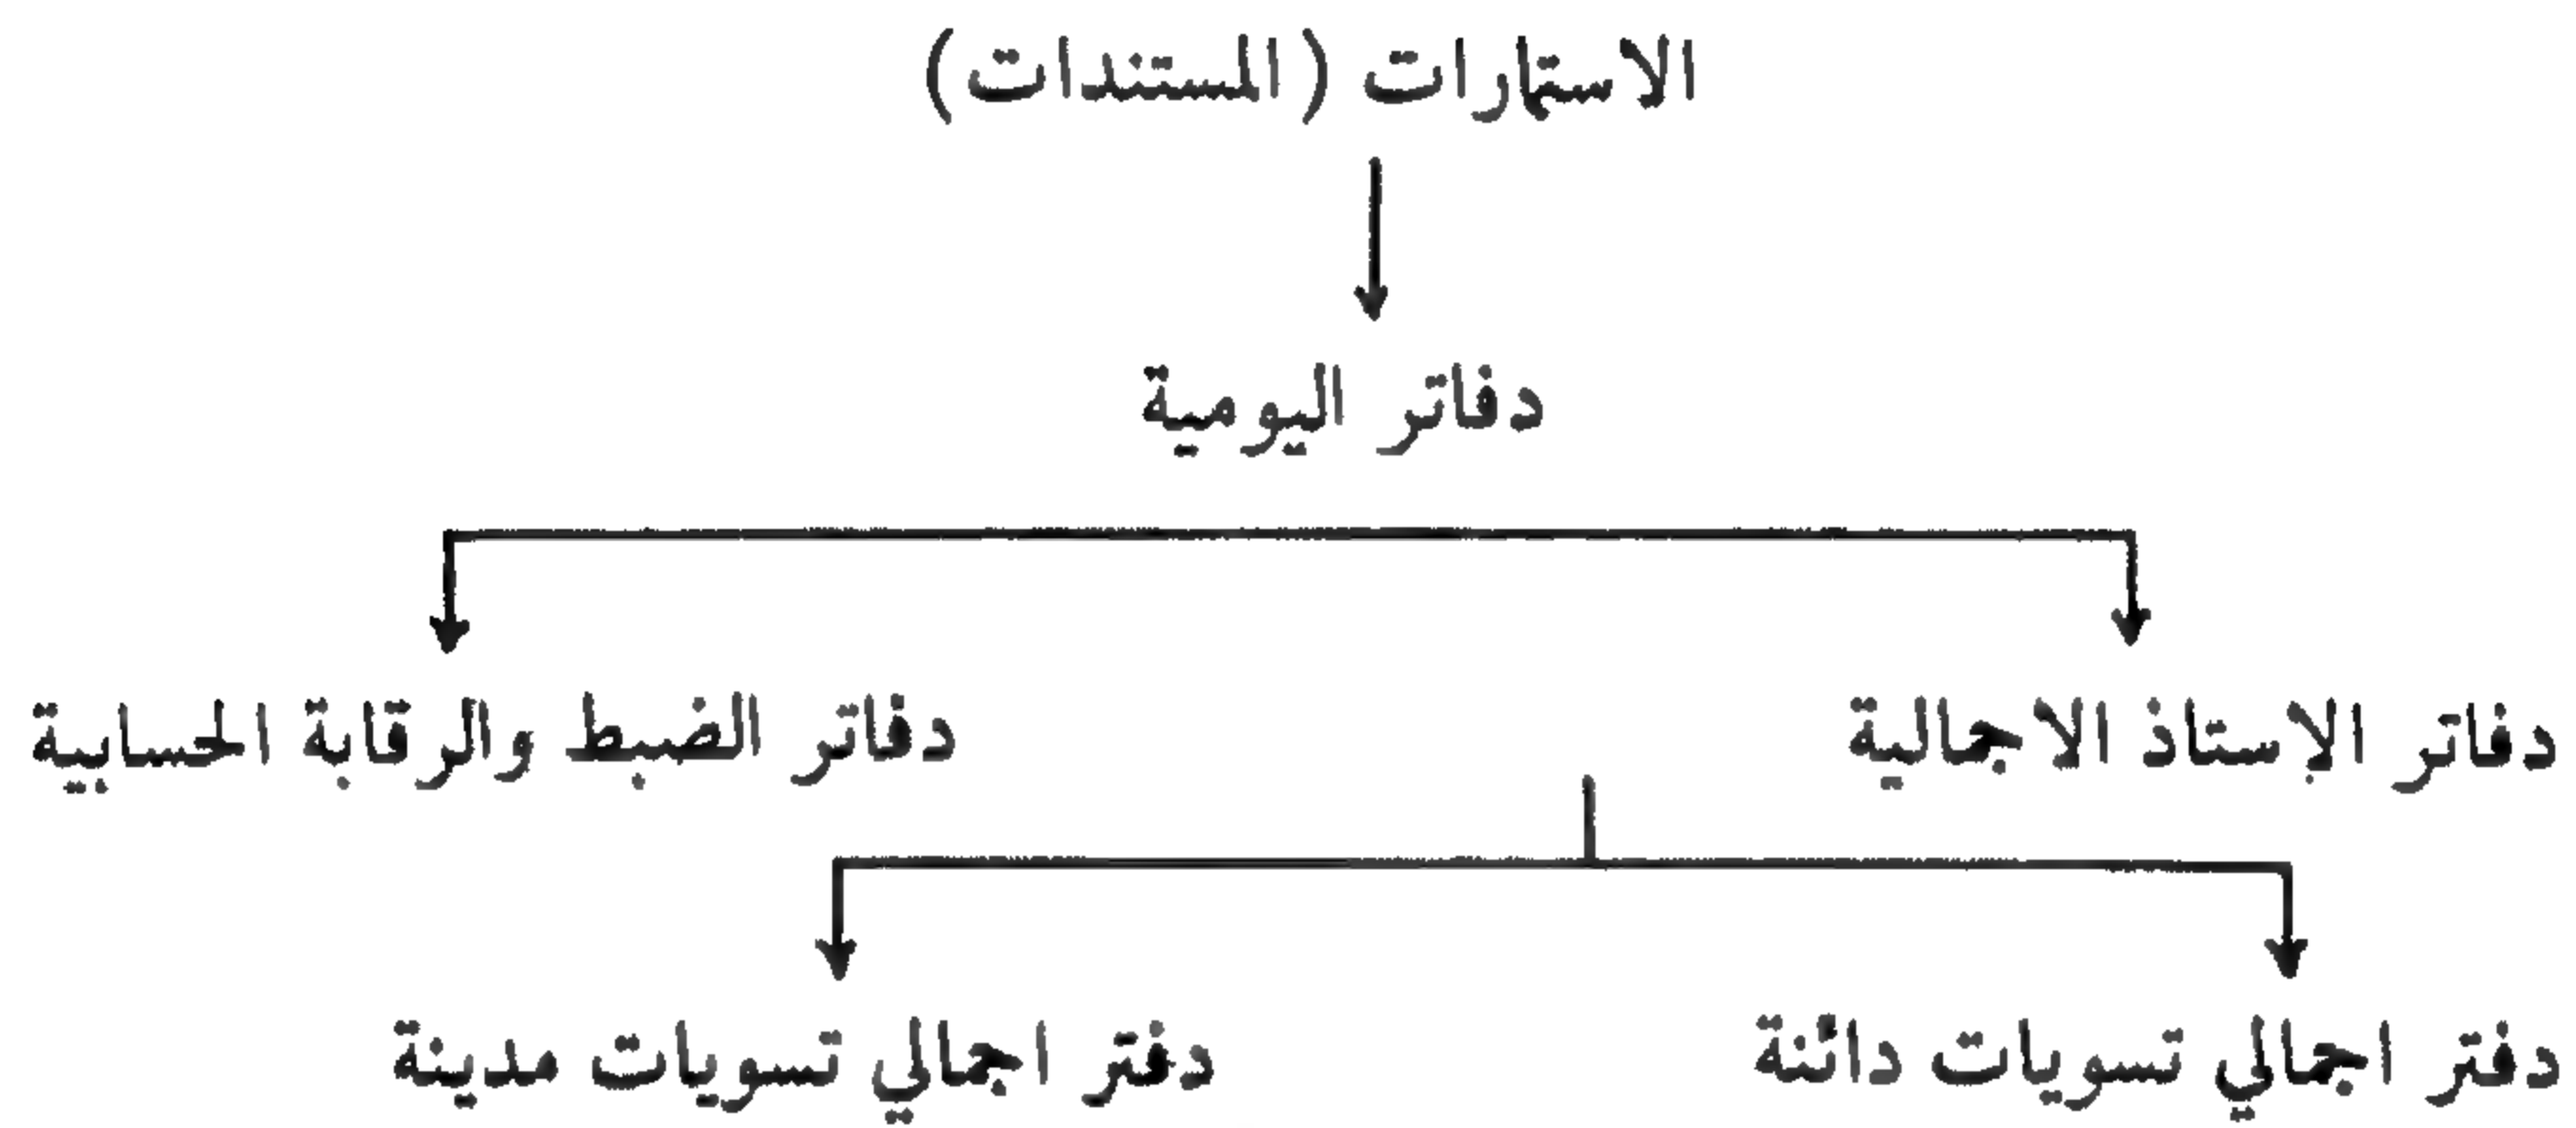 الاستمارات (المستندات)
دفاتر اليومية
دفاتر الإستاذ الاجمالية
دفاتر الضبط والرقابة الحسابية
دفتر اجمالي تسويات دائنة
دفتر اجمالي تسويات مدينة